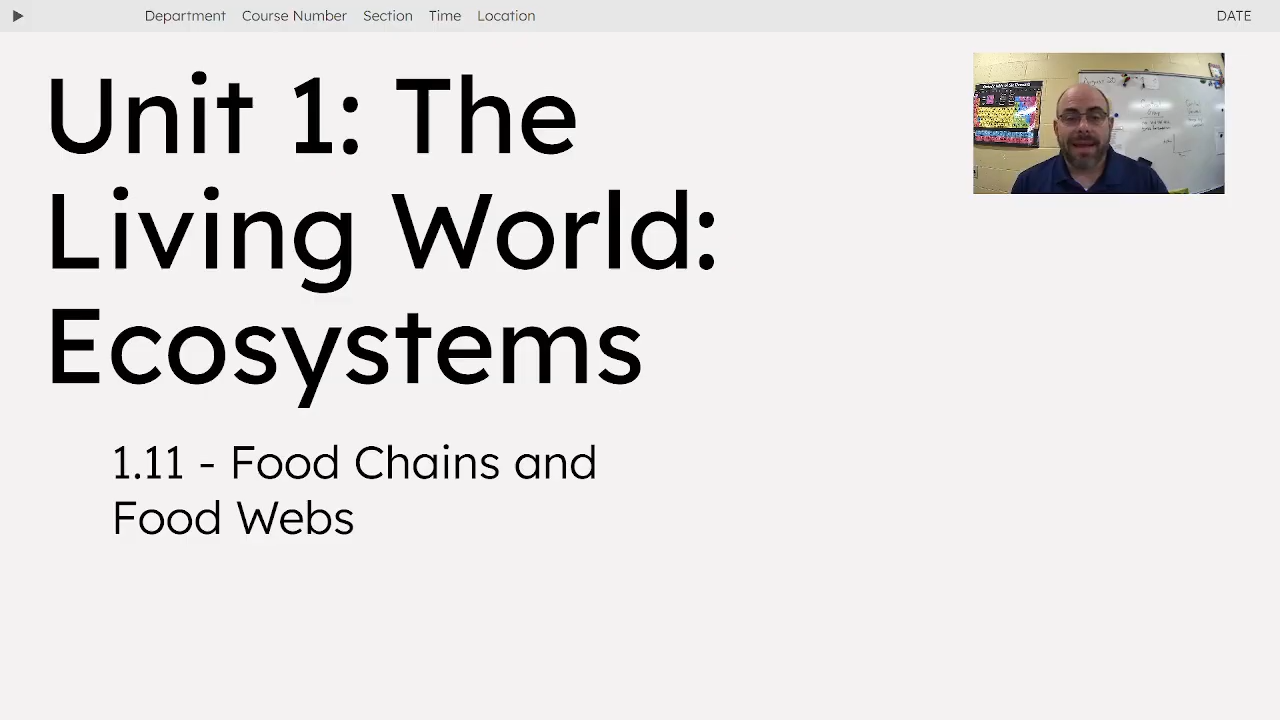 Department Course Number Section Time Location DATE
Unit 1: The
Living World:
Ecosystems
1.11 - Food Chains and
Food Webs